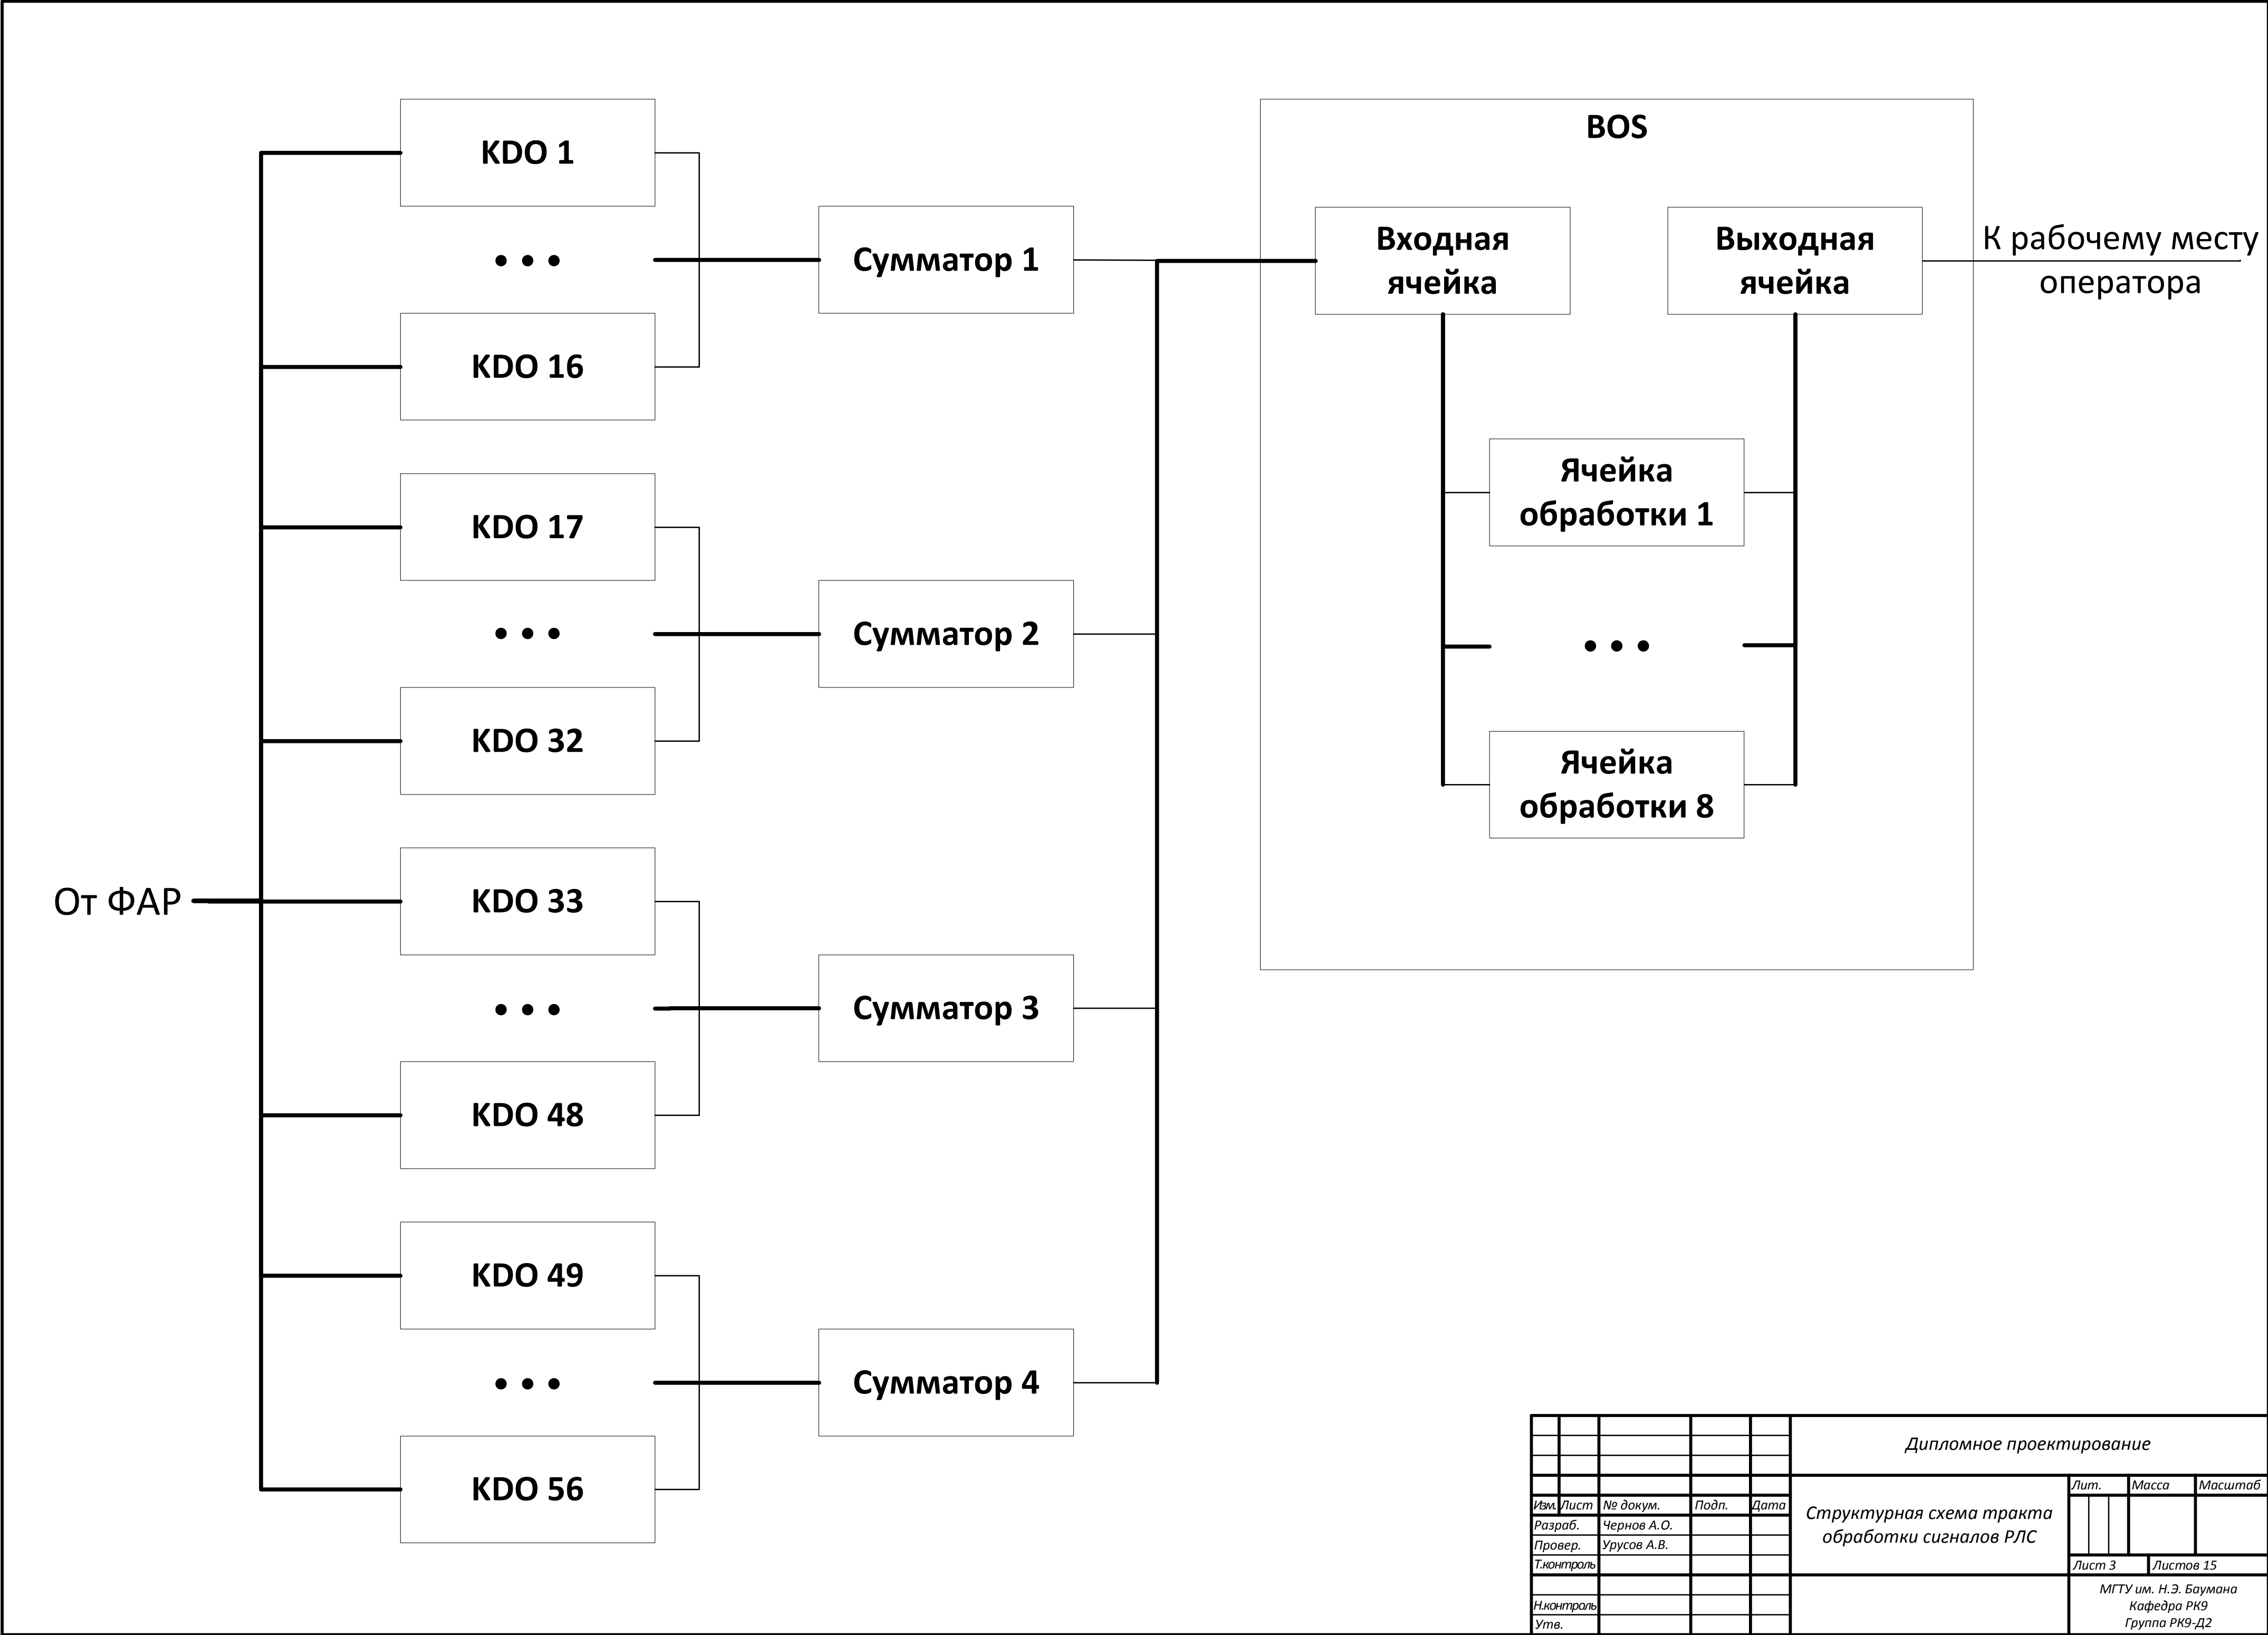 От ФАР
KDO 1
• • •
KDO 16
KDO 17
• • •
KDO 32
KDO 33
• • •
KDO 48
KDO 49
• • •
KDO 56
Сумматор 1
Сумматор 2
Сумматор 3
Сумматор 4
BOS
Входная
ячейка
Выходная
ячейка
Ячейка
обработки 1
• • •
Ячейка
обработки 8
К рабочему месту
оператора
Дипломное проектирование
Изм. Лист № докум. Подп. Дата
Разраб. Чернов А.О.
Провер. Урусов А.В.
Т.контроль
Н.контроль
Утв.
Структурная схема тракта
обработки сигналов РЛС
Лит. Масса Масштаб
Лист 3 Листов 15
МГТУ им. Н.Э. Баумана
Кафедра РК9
Группа РК9-Д2